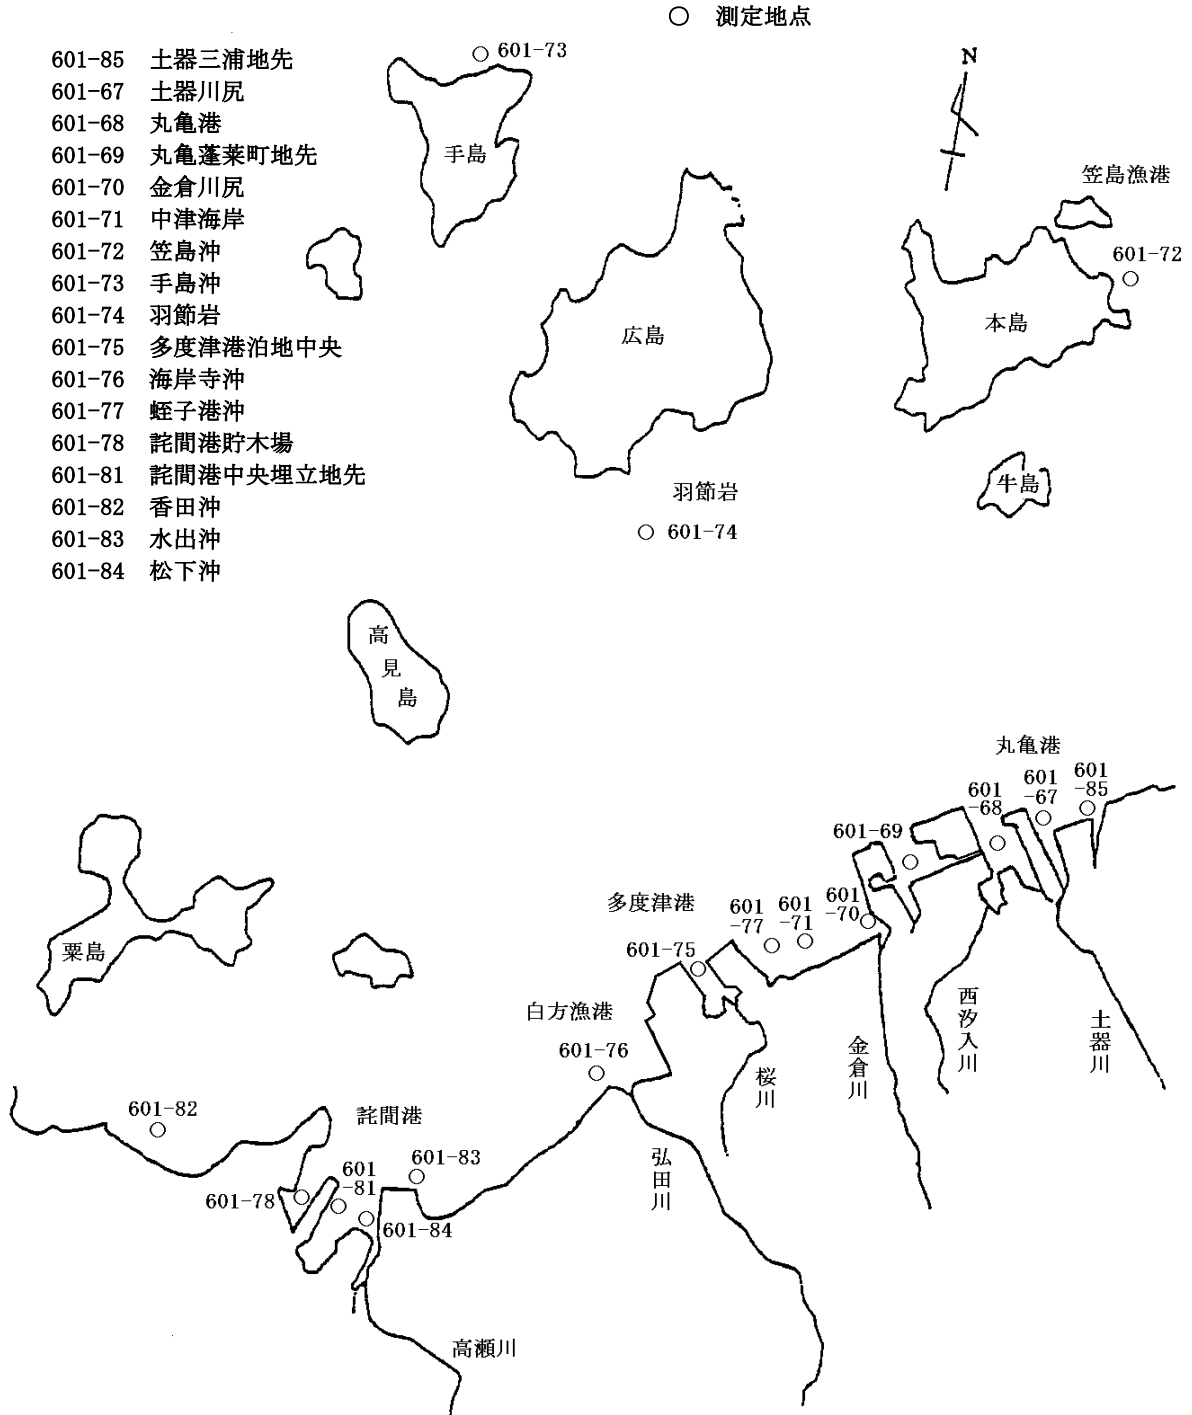 ○ 測定地点
601-85 土器三浦地先
601-67 土器川尻
601-68 丸亀港
601-69 丸亀蓬莱町地先
601-70 金倉川尻
601-71 中津海岸
601-72 笠島沖
601-73 手島沖
601-74 羽節岩
601-75 多度津港泊地中央
601-76 海岸寺沖
601-77 蛭子港沖
601-78 詫間港貯木場
601-81 詫間港中央埋立地先
601-82 香田沖
601-83 水出沖
601-84 松下沖
601-73
手島
N
笠島漁港
601-72
広島
本島
牛島
羽節岩
601-74
高
見
島
丸亀港
601
-85
601
-67
601
-68
601-69
601
-70
601
-71
601
-77
多度津港
601-75
粟島
白方漁港
601-76
西汐入川
土器川
金倉川
桜川
弘田川
601-82
詫間港
601-83
601
-81
601-78
601-84
高瀬川